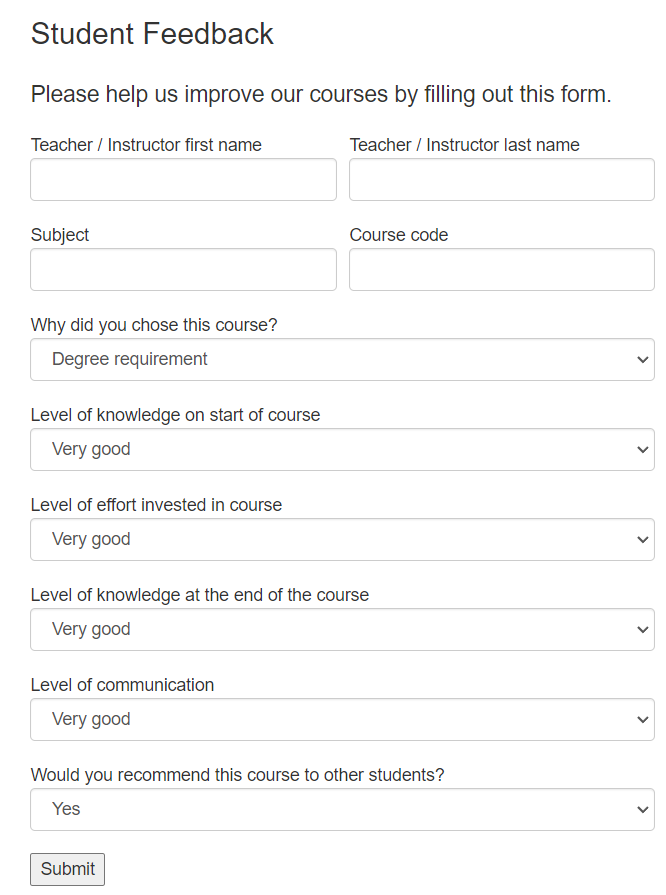 Student Feedback
Please help us improve our courses by filling out this form.
Teacher / Instructor first name
Teacher / Instructor last name
Subject
Course code
Why did you chose this course?
Degree requirement
Level of knowledge on start of course
Very good
Level of effort invested in course
Very good
Level of knowledge at the end of the course
Very good
Level of communication
Very good
Would you recommend this course to other students?
Yes
Submit